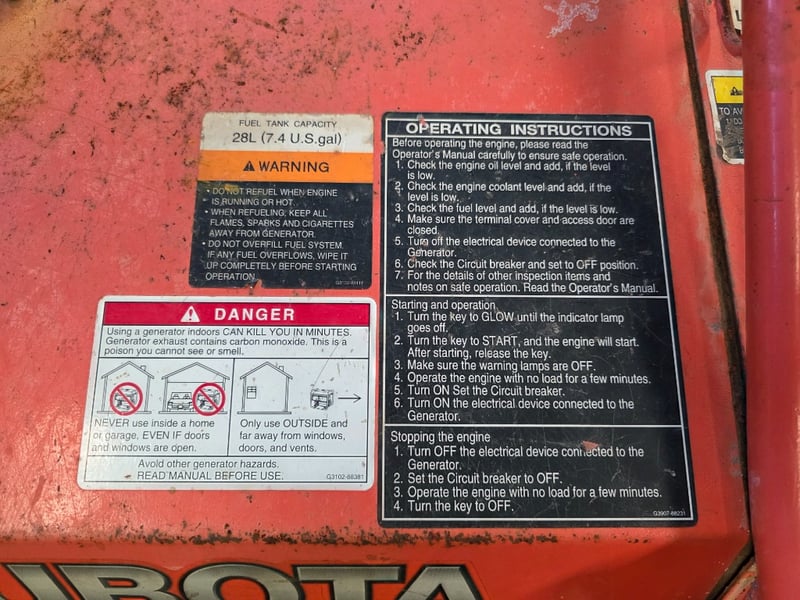 FUEL TANK CAPACITY
28L (7.4 U.S.gal)
WARNING
• DO NOT REFUEL WHEN ENGINE
IS RUNNING OR HOT.
• WHEN REFUELING, KEEP ALL
FLAMES, SPARKS AND CIGARETTES
AWAY FROM GENERATOR.
• DO NOT OVERFILL FUEL SYSTEM.
IF ANY FUEL OVERFLOWS, WIPE IT
UP COMPLETELY BEFORE STARTING
OPERATION.
DANGER
Using a generator indoors CAN KILL YOU IN MINUTES.
Generator exhaust contains carbon monoxide. This is a
poison you cannot see or smell.
NEVER use inside a home
or garage, EVEN IF doors
and windows are open.
Only use OUTSIDE and
far away from windows,
doors, and vents.
Avoid other generator hazards.
READ MANUAL BEFORE USE.
G3102-88381
OPERATING INSTRUCTIONS
Before operating the engine, please read the
Operator's Manual carefully to ensure safe operation.
1. Check the engine oil level and add, if the level
is low.
2. Check the engine coolant level and add, if the
level is low.
3. Check the fuel level and add, if the level is low.
4. Make sure the terminal cover and access door are
closed.
5. Turn off the electrical device connected to the
Generator.
6. Check the Circuit breaker and set to OFF position.
7. For the details of other inspection items and
notes on safe operation. Read the Operator's Manual.
Starting and operation
1. Turn the key to GLOW until the indicator lamp
goes off.
2. Turn the key to START, and the engine will start.
After starting, release the key.
3. Make sure the warning lamps are OFF.
4. Operate the engine with no load for a few minutes.
5. Turn ON Set the Circuit breaker.
6. Turn ON the electrical device connected to the
Generator.
Stopping the engine
1. Turn OFF the electrical device connected to the
Generator.
2. Set the Circuit breaker to OFF.
3. Operate the engine with no load for a few minutes.
4. Turn the key to OFF.
G3907-88231
TO AV
UBOTA